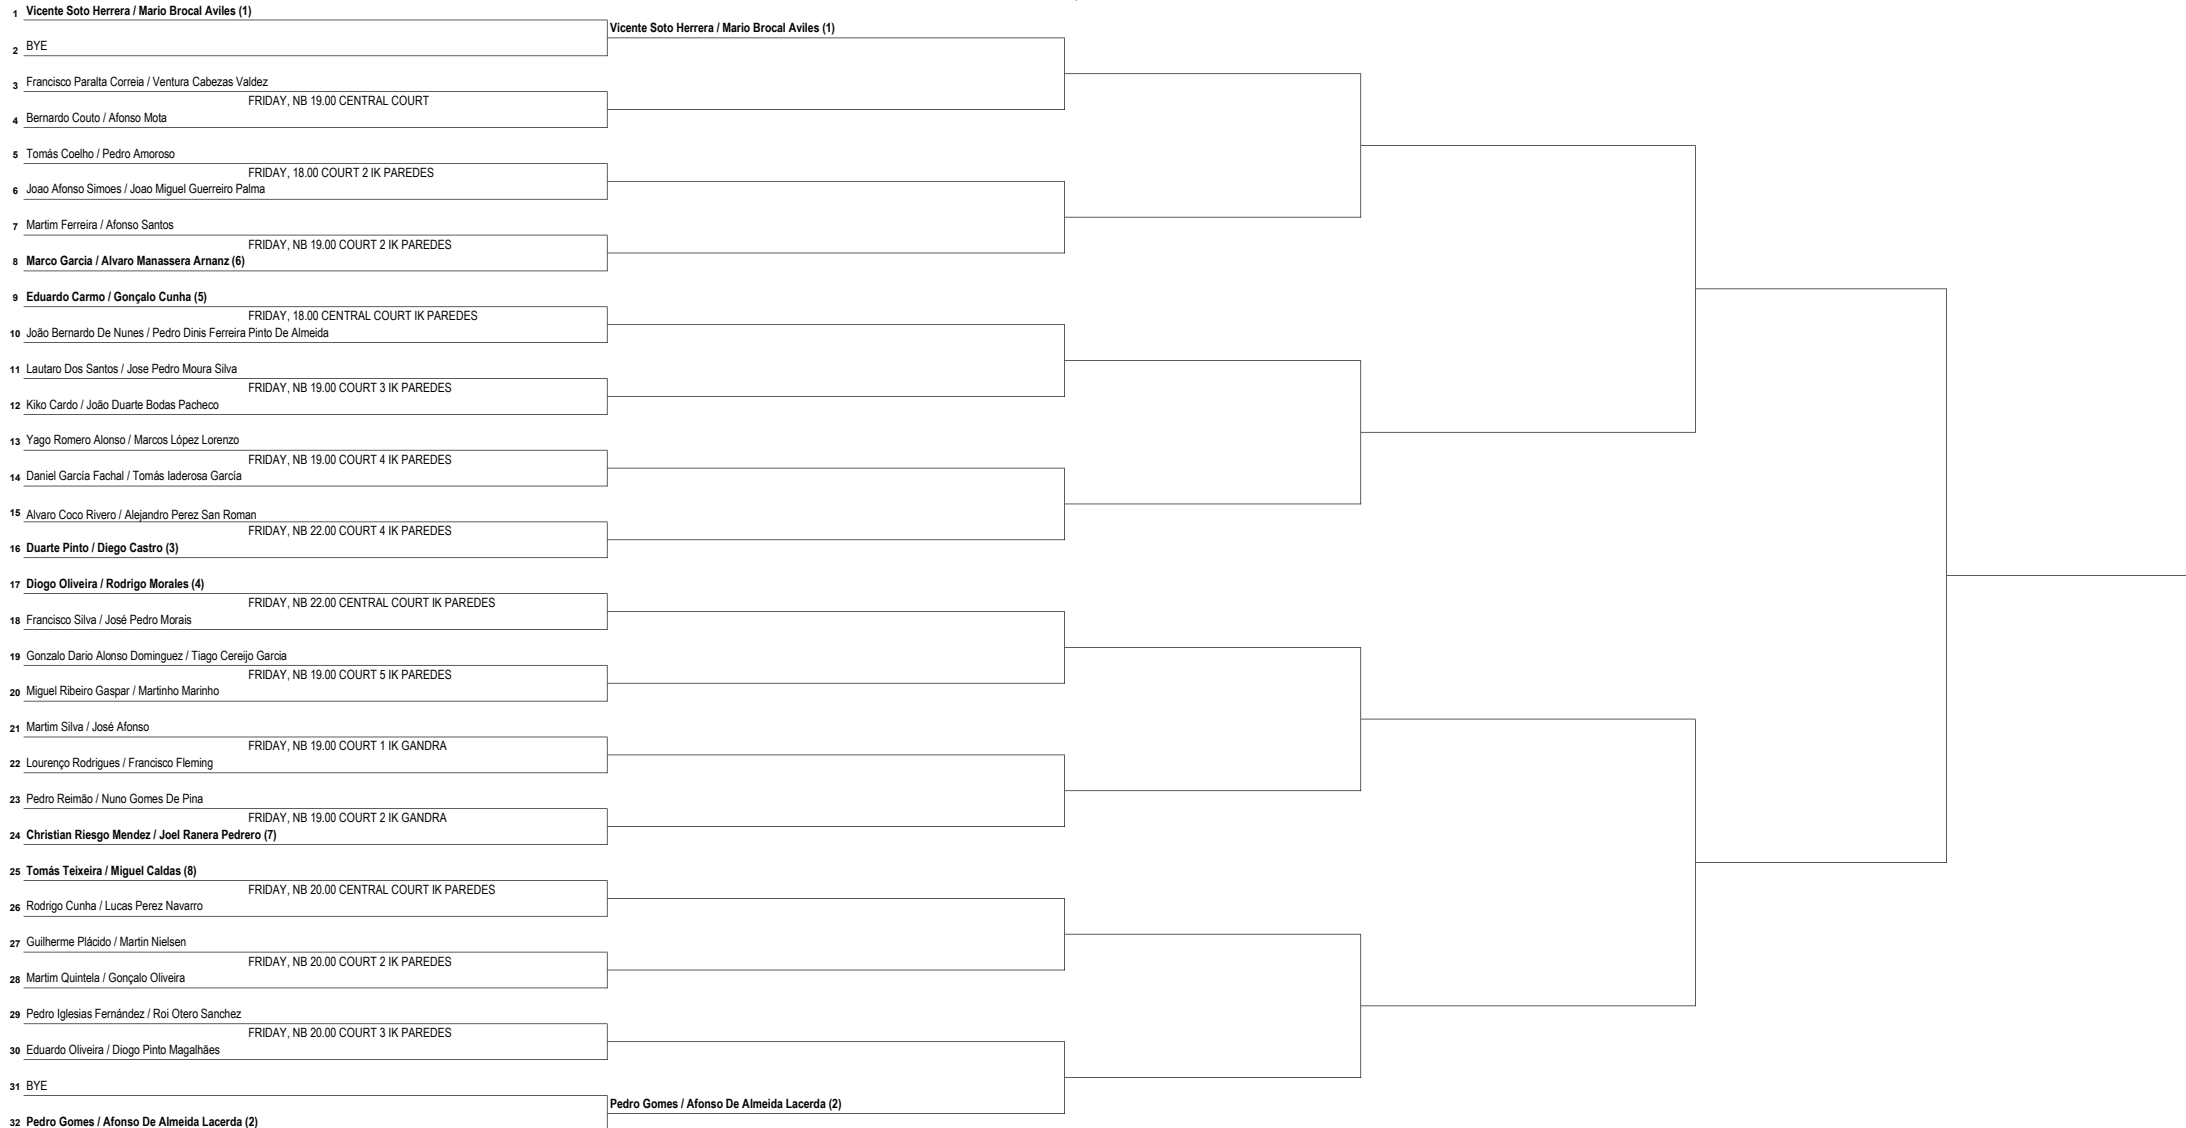 1 Vicente Soto Herrera / Mario Brocal Aviles (1)
Vicente Soto Herrera / Mario Brocal Aviles (1)
2 BYE
3 Francisco Paralta Correia / Ventura Cabezas Valdez
FRIDAY, NB 19.00 CENTRAL COURT
4 Bernardo Couto / Afonso Mota
5 Tomás Coelho / Pedro Amoroso
FRIDAY, 18.00 COURT 2 IK PAREDES
6 Joao Afonso Simoes / Joao Miguel Guerreiro Palma
7 Martim Ferreira / Afonso Santos
FRIDAY, NB 19.00 COURT 2 IK PAREDES
8 Marco Garcia / Alvaro Manassera Arnanz (6)
9 Eduardo Carmo / Gonçalo Cunha (5)
FRIDAY, 18.00 CENTRAL COURT IK PAREDES
10 João Bernardo De Nunes / Pedro Dinis Ferreira Pinto De Almeida
11 Lautaro Dos Santos / Jose Pedro Moura Silva
FRIDAY, NB 19.00 COURT 3 IK PAREDES
12 Kiko Cardo / João Duarte Bodas Pacheco
13 Yago Romero Alonso / Marcos López Lorenzo
FRIDAY, NB 19.00 COURT 4 IK PAREDES
14 Daniel García Fachal / Tomás Iaderosa García
15 Alvaro Coco Rivero / Alejandro Perez San Roman
FRIDAY, NB 22.00 COURT 4 IK PAREDES
16 Duarte Pinto / Diego Castro (3)
17 Diogo Oliveira / Rodrigo Morales (4)
FRIDAY, NB 22.00 CENTRAL COURT IK PAREDES
18 Francisco Silva / José Pedro Morais
19 Gonzalo Dario Alonso Dominguez / Tiago Cereijo Garcia
FRIDAY, NB 19.00 COURT 5 IK PAREDES
20 Miguel Ribeiro Gaspar / Martinho Marinho
21 Martim Silva / José Afonso
FRIDAY, NB 19.00 COURT 1 IK GANDRA
22 Lourenço Rodrigues / Francisco Fleming
23 Pedro Reimão / Nuno Gomes De Pina
FRIDAY, NB 19.00 COURT 2 IK GANDRA
24 Christian Riesgo Mendez / Joel Ranera Pedrero (7)
25 Tomás Teixeira / Miguel Caldas (8)
FRIDAY, NB 20.00 CENTRAL COURT IK PAREDES
26 Rodrigo Cunha / Lucas Perez Navarro
27 Guilherme Plácido / Martin Nielsen
FRIDAY, NB 20.00 COURT 2 IK PAREDES
28 Martim Quintela / Gonçalo Oliveira
29 Pedro Iglesias Fernández / Roi Otero Sanchez
FRIDAY, NB 20.00 COURT 3 IK PAREDES
30 Eduardo Oliveira / Diogo Pinto Magalhães
31 BYE
Pedro Gomes / Afonso De Almeida Lacerda (2)
32 Pedro Gomes / Afonso De Almeida Lacerda (2)